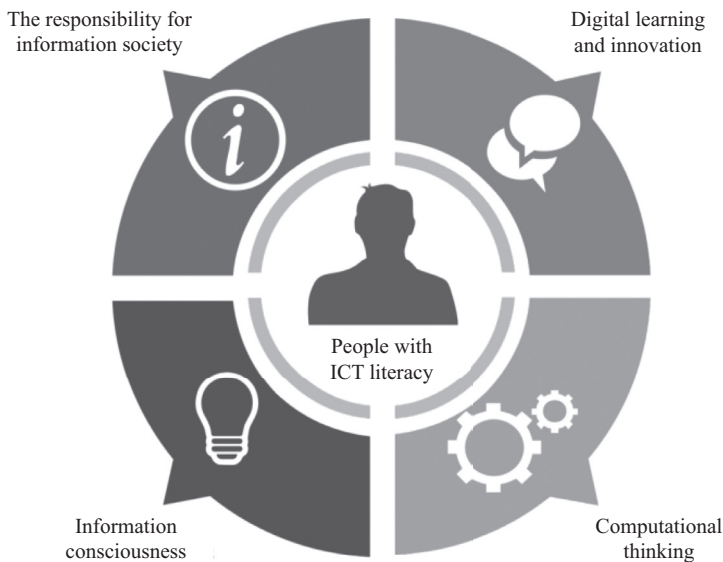 The responsibility for
information society
Digital learning
and innovation
i
People with
ICT literacy
Information
consciousness
Computational
thinking